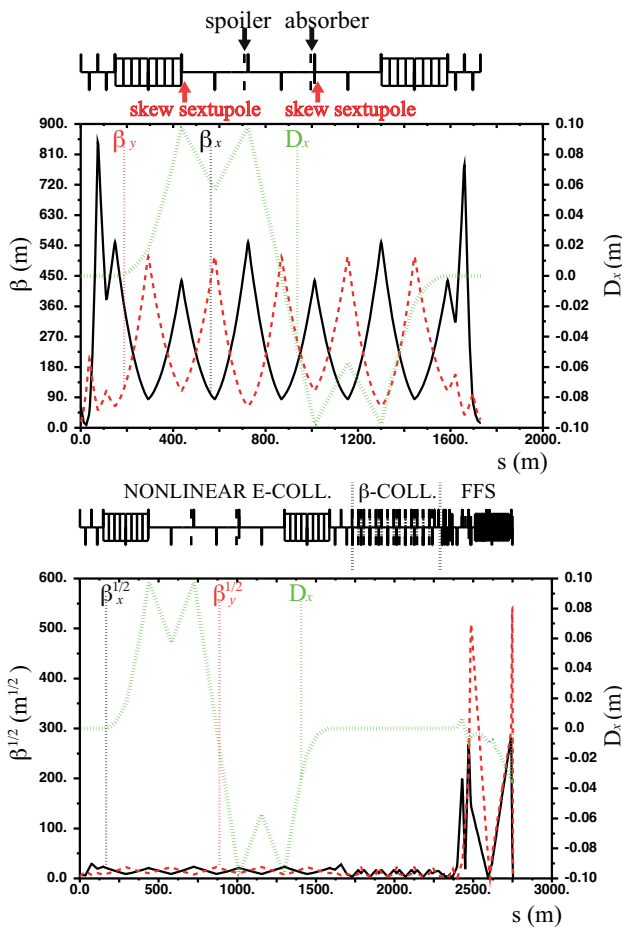 spoiler absorber
skew sextupole skew sextupole
900. 0.10
βy βx Dx
810. 0.08
720. 0.06
630. 0.04
540. 0.02
β (m) 450. 0.0 Dx (m)
360. -0.02
270. -0.04
180. -0.06
90. -0.08
0.0 -0.10
0.0 400. 800. 1200. 1600. 2000.
s (m)
NONLINEAR E-COLL. β-COLL. FFS
600. 0.10
βx1/2 βy1/2 Dx
0.08
500. 0.06
0.04
400. 0.02
β1/2 (m1/2) 300. 0.0 Dx (m)
-0.02
200. -0.04
-0.06
100. -0.08
0.0 -0.10
0.0 500. 1000. 1500. 2000. 2500. 3000.
s (m)